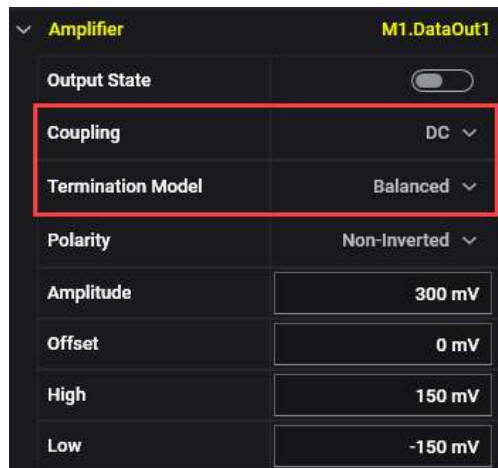 Amplifier M1.DataOut1
Output State
Coupling DC
Termination Model Balanced
Polarity Non-Inverted
Amplitude 300 mV
Offset 0 mV
High 150 mV
Low -150 mV